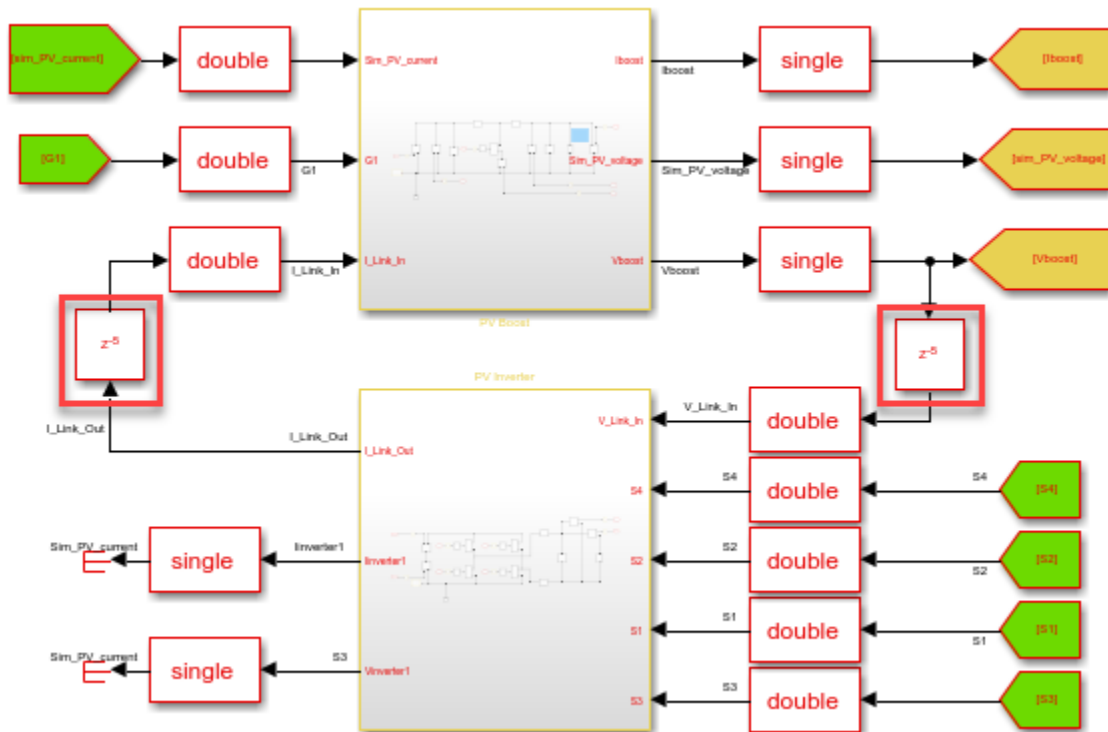 [sim_PV_current]
double
Sim_PV_current
Iboost
Iboost
single
[Iboost]
[G1]
double
G1
G1
Sim_PV_voltage
Sim_PV_voltage
single
[sim_PV_voltage]
double
I_Link_In
I_Link_In
Vboost
Vboost
single
[Vboost]
PV Boost
z-5
z-5
PV Inverter
I_Link_Out
I_Link_Out
I_Link_Out
V_Link_In
V_Link_In
double
S4
S4
double
S4
[S4]
Sim_PV_current
single
Iinverter1
Iinverter1
S2
S2
double
S2
[S2]
S1
S1
double
S1
[S1]
Sim_PV_current
single
S3
Vinverter1
S3
S3
double
[S3]